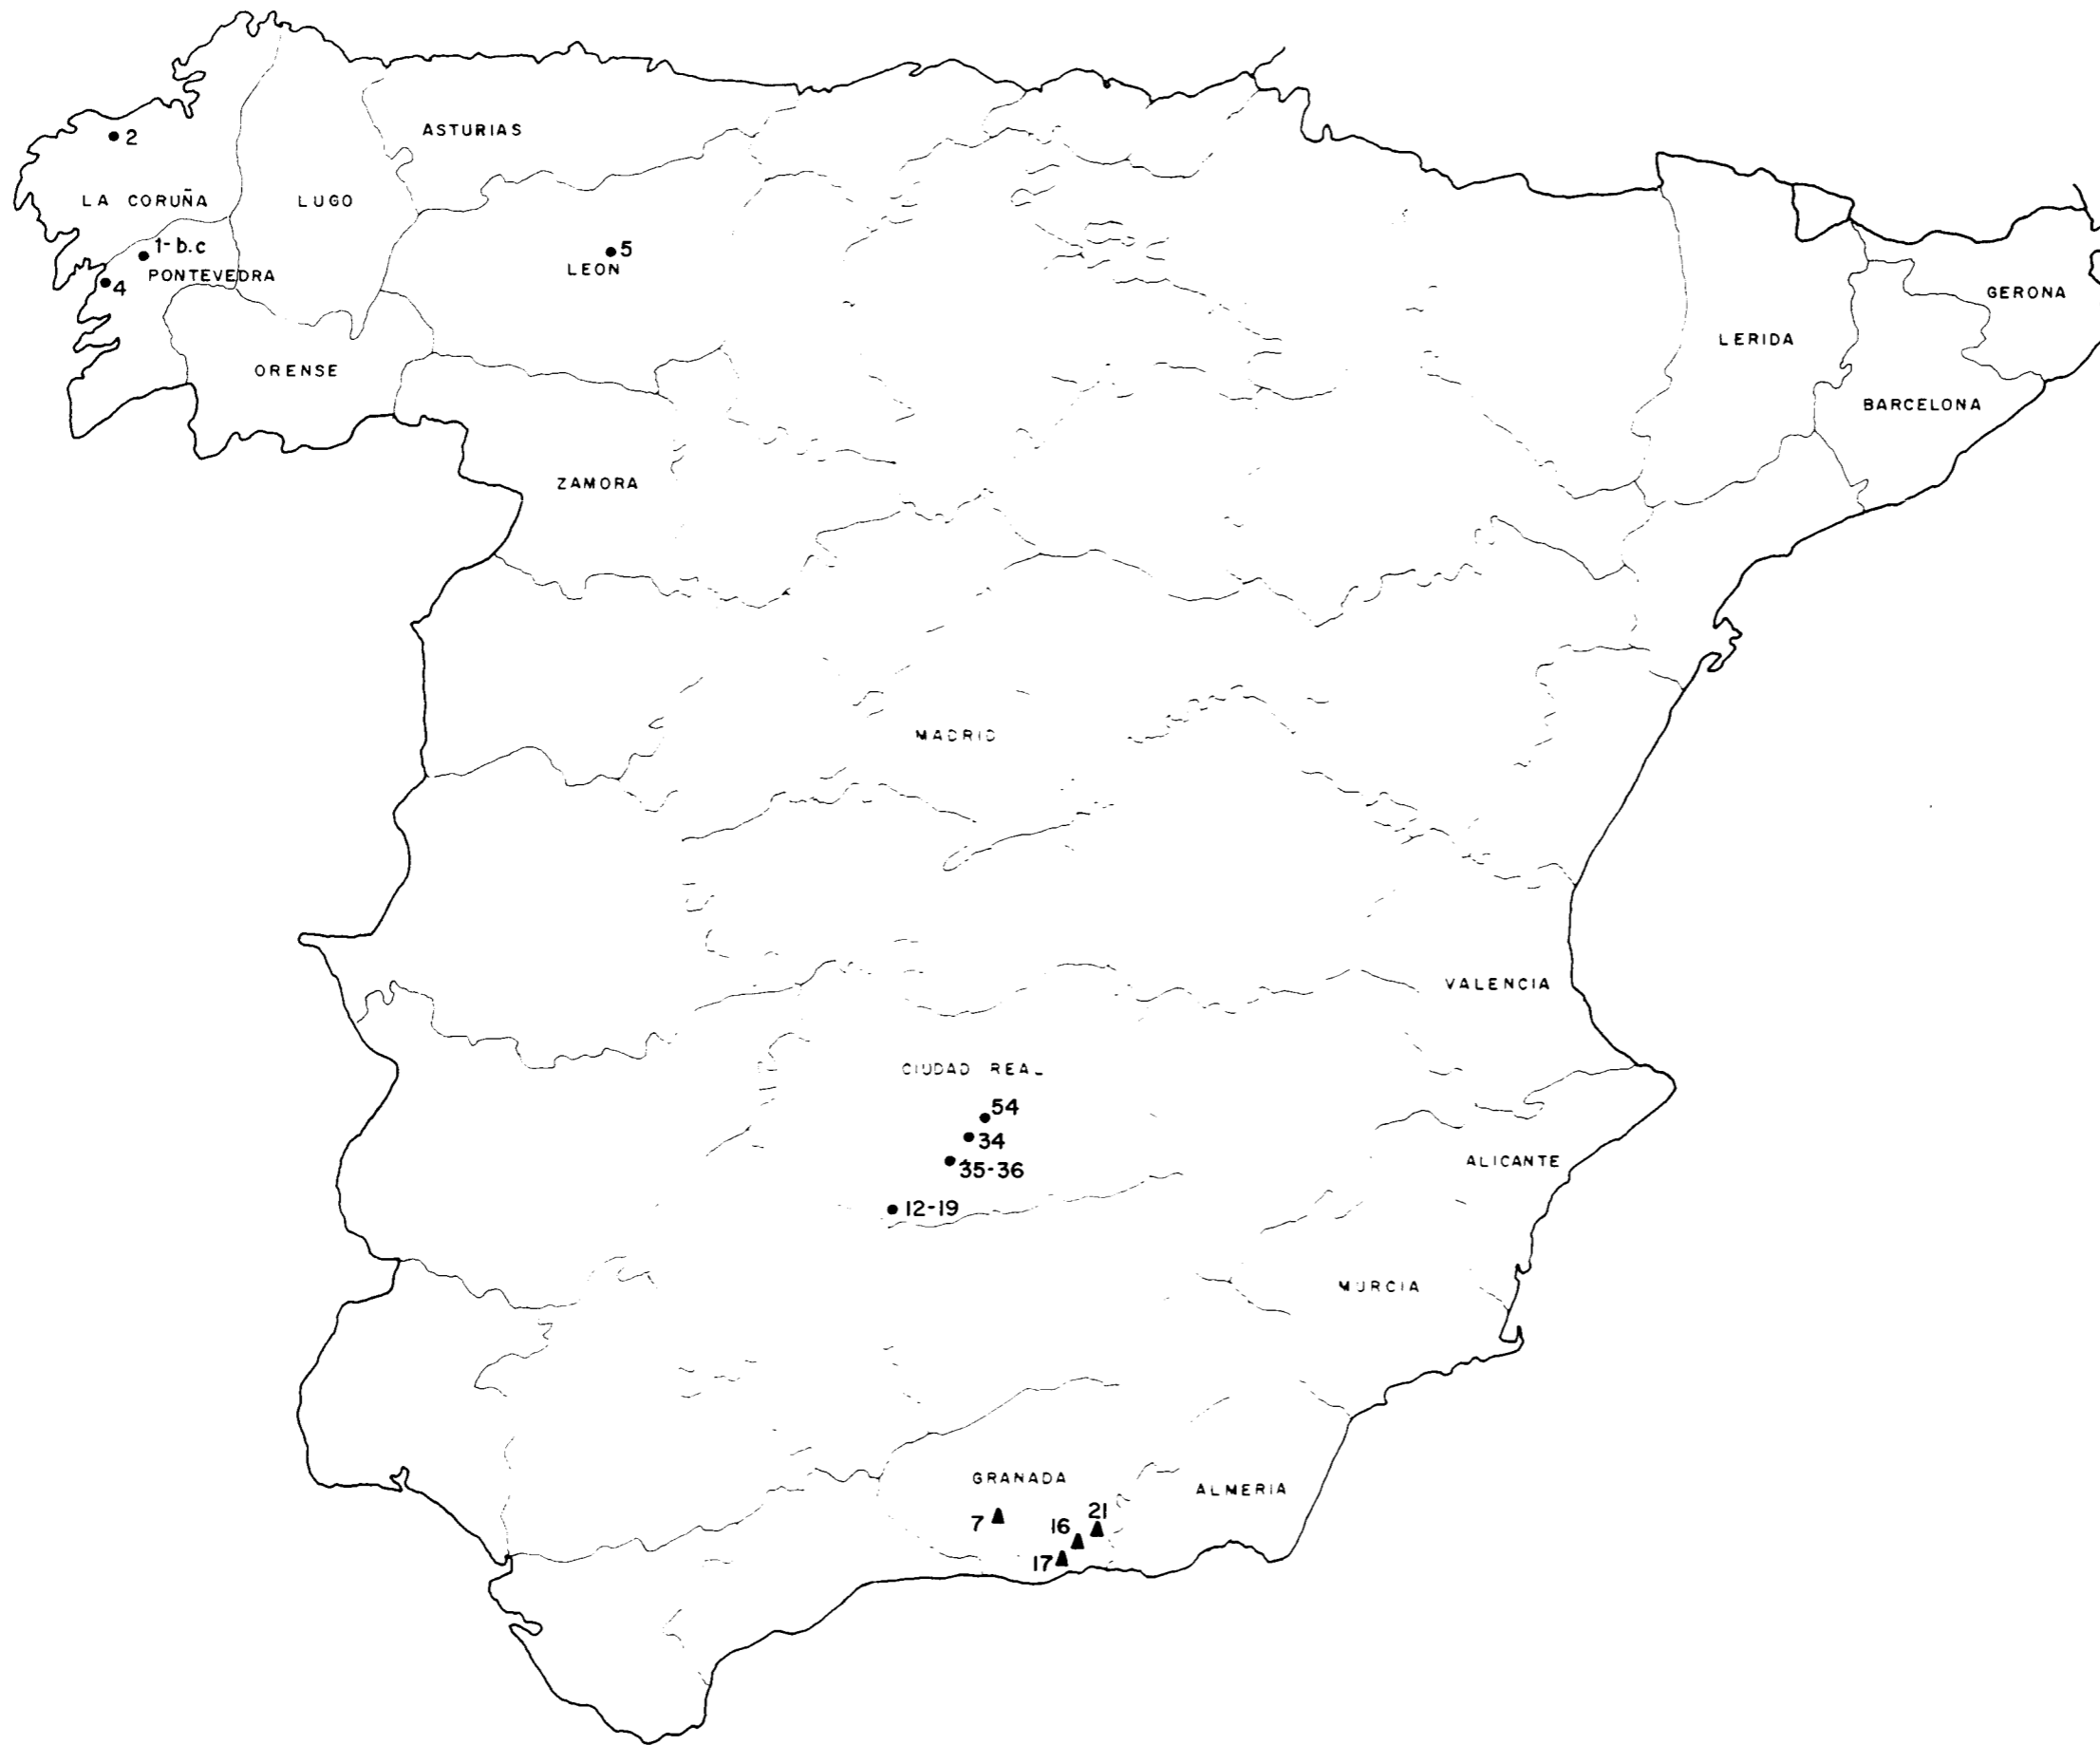 ASTURIAS
2
LA CORUÑA
LUGO
1-b.c
5
LEON
PONTEVEDRA
4
GERONA
LERIDA
ORENSE
BARCELONA
ZAMORA
MADRID
VALENCIA
CIUDAD REAL
54
34
35-36
ALICANTE
12-19
MURCIA
GRANADA
ALMERIA
7
21
16
17